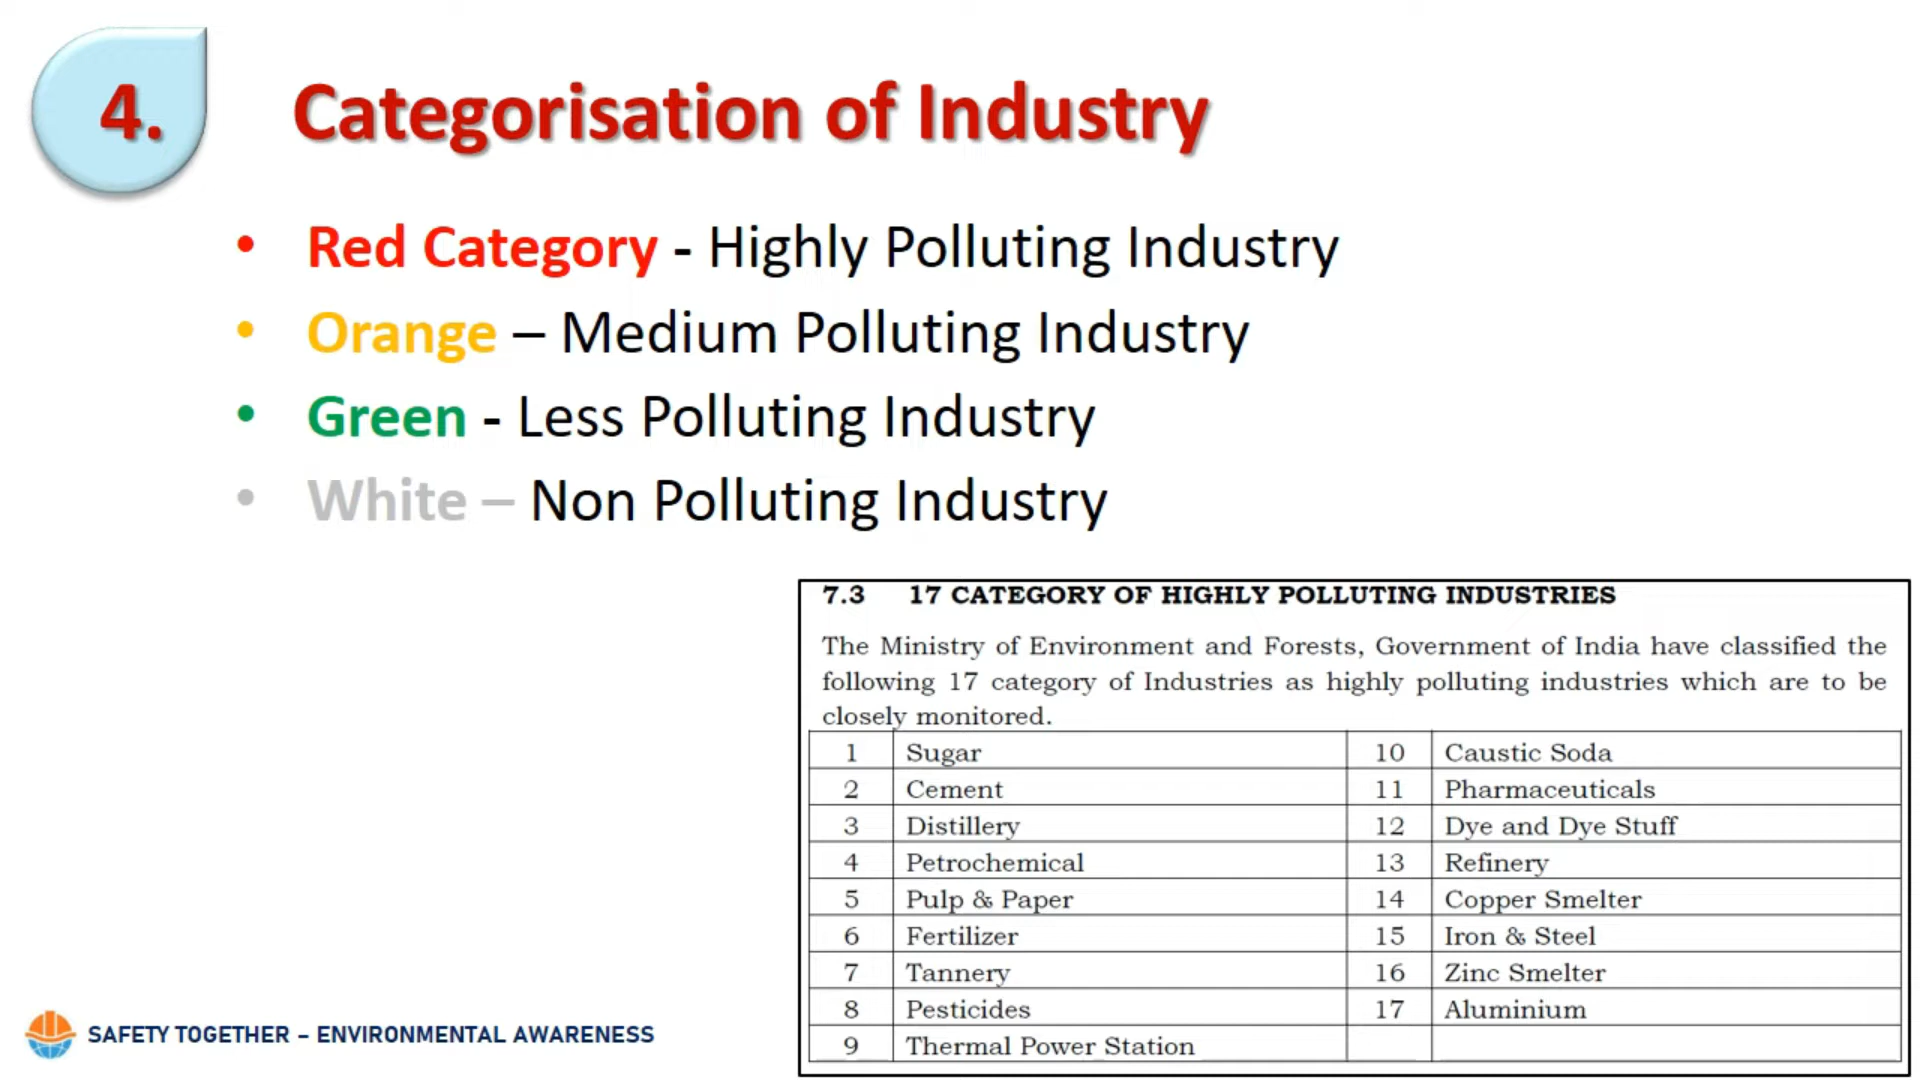 4.
Categorisation of Industry
• Red Category - Highly Polluting Industry
• Orange – Medium Polluting Industry
• Green - Less Polluting Industry
• White – Non Polluting Industry
7.3 17 CATEGORY OF HIGHLY POLLUTING INDUSTRIES
The Ministry of Environment and Forests, Government of India have classified the
following 17 category of Industries as highly polluting industries which are to be
closely monitored.
1 Sugar 10 Caustic Soda
2 Cement 11 Pharmaceuticals
3 Distillery 12 Dye and Dye Stuff
4 Petrochemical 13 Refinery
5 Pulp & Paper 14 Copper Smelter
6 Fertilizer 15 Iron & Steel
7 Tannery 16 Zinc Smelter
8 Pesticides 17 Aluminium
9 Thermal Power Station
SAFETY TOGETHER – ENVIRONMENTAL AWARENESS